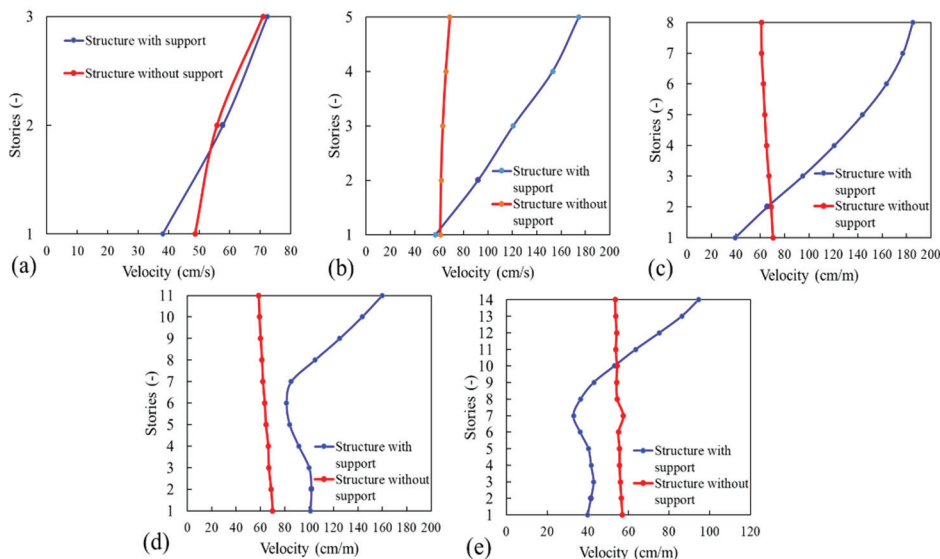 3
2
1
Stories (-)
Structure with support
Structure without support
0 10 20 30 40 50 60 70 80
(a)
Velocity (cm/s)
5
4
3
2
1
Stories (-)
Structure with
support
Structure without
support
0 20 40 60 80 100 120 140 160 180 200
(b)
Velocity (cm/s)
8
7
6
5
4
3
2
1
Stories (-)
Structure with
support
Structure without
support
0 20 40 60 80 100 120 140 160 180 200
(c)
Velocity (cm/m)
11
10
9
8
7
6
5
4
3
2
1
Stories (-)
Structure with
support
Structure without
support
0 20 40 60 80 100 120 140 160 180 200
(d)
Velocity (cm/m)
14
13
12
11
10
9
8
7
6
5
4
3
2
1
Stories (-)
Structure with
support
Structure without
support
0 20 40 60 80 100 120
(e)
Velocity (cm/m)